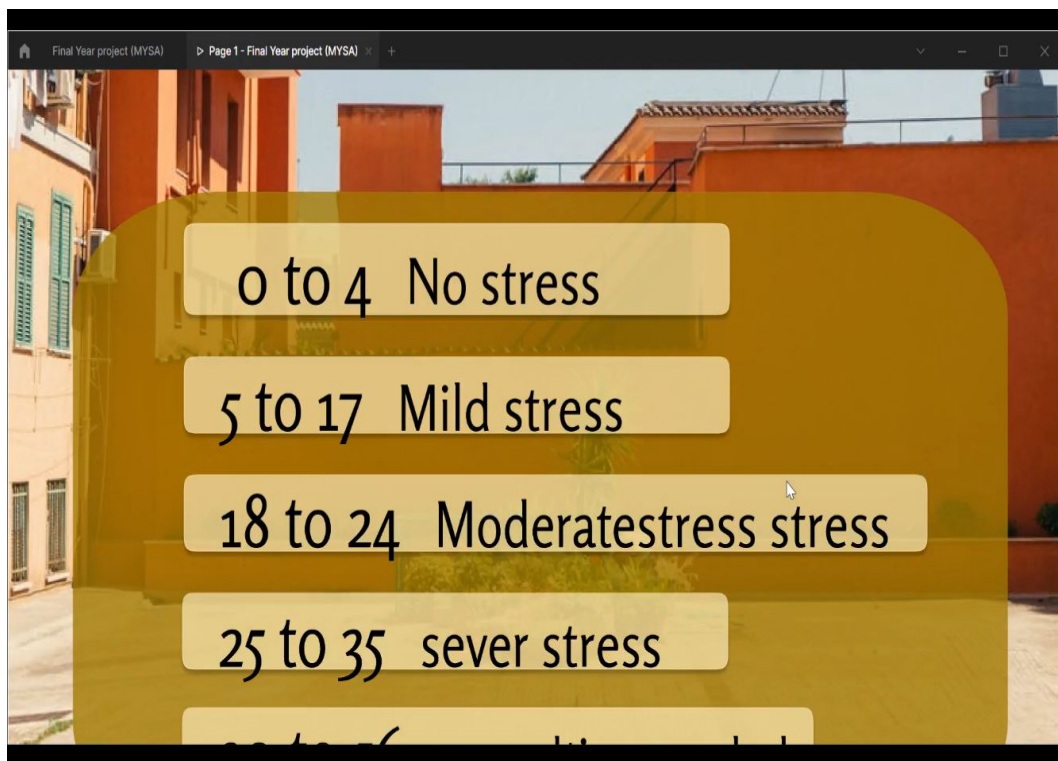 Final Year project (MYSA) Page 1 - Final Year project (MYSA)
0 to 4 No stress
5 to 17 Mild stress
18 to 24 Moderatestress stress
25 to 35 sever stress